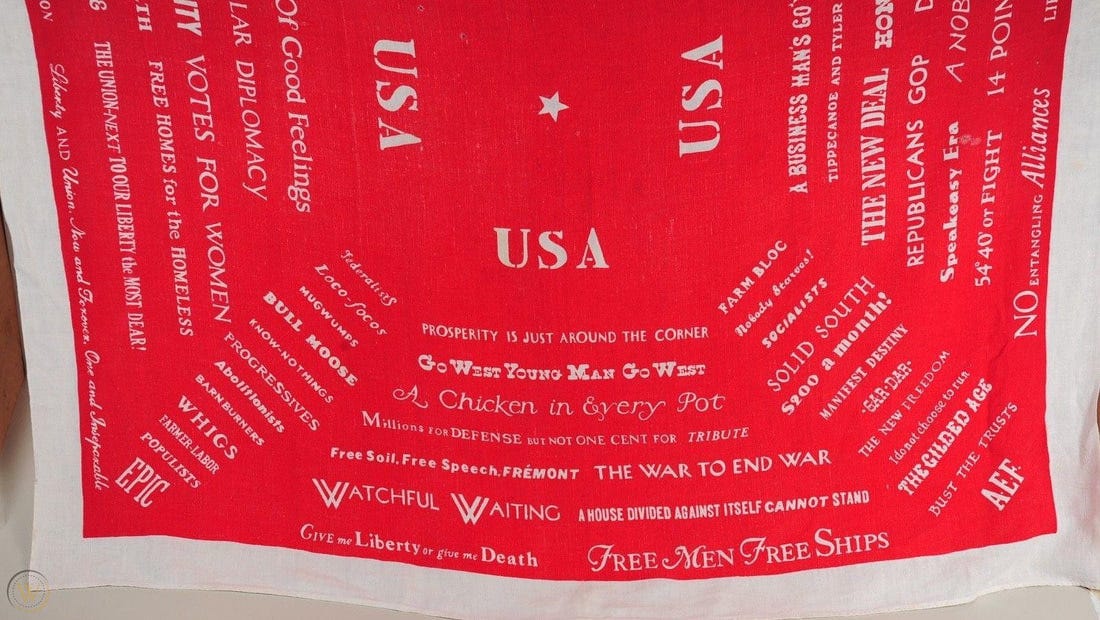 Liberty AND Union, Now and Forever, One and Inseparable
THE UNION-NEXT TO OUR LIBERTY the MOST DEAR!
FREE HOMES for the HOMELESS
VOTES FOR WOMEN
DIPLOMACY
Of Good Feelings
USA
USA
USA
A BUSINESS MAN'S
TIPPECANOE AND TYLER
THE NEW DEAL
REPUBLICANS GOP
Speakeasy Era
A
14
54°40' or FIGHT
NO ENTANGLING Alliances
Federalists
Loco-focos
MUGWUMPS
BULL MOOSE
KNOW-NOTHINGS
PROGRESSIVES
Abolitionists
BARNBURNERS
WHIGS
FARMER-LABOR
POPULISTS
EPIC
PROSPERITY IS JUST AROUND THE CORNER
Go West Young Man Go West
A Chicken in Every Pot
Millions FOR DEFENSE BUT NOT ONE CENT FOR TRIBUTE
Free Soil, Free Speech, FRÉMONT
THE WAR TO END WAR
WATCHFUL WAITING
A HOUSE DIVIDED AGAINST ITSELF CANNOT STAND
GIVE me Liberty or give me Death
FREE MEN FREE SHIPS
FARM BLOC
Nobody Starves!
SOCIALISTS
SOLID SOUTH
$200 a month!
MANIFEST DESTINY
-GAR-DAR-
THE NEW FREEDOM
I do not choose to run
THE GILDED AGE
BUST THE TRUSTS
AEF